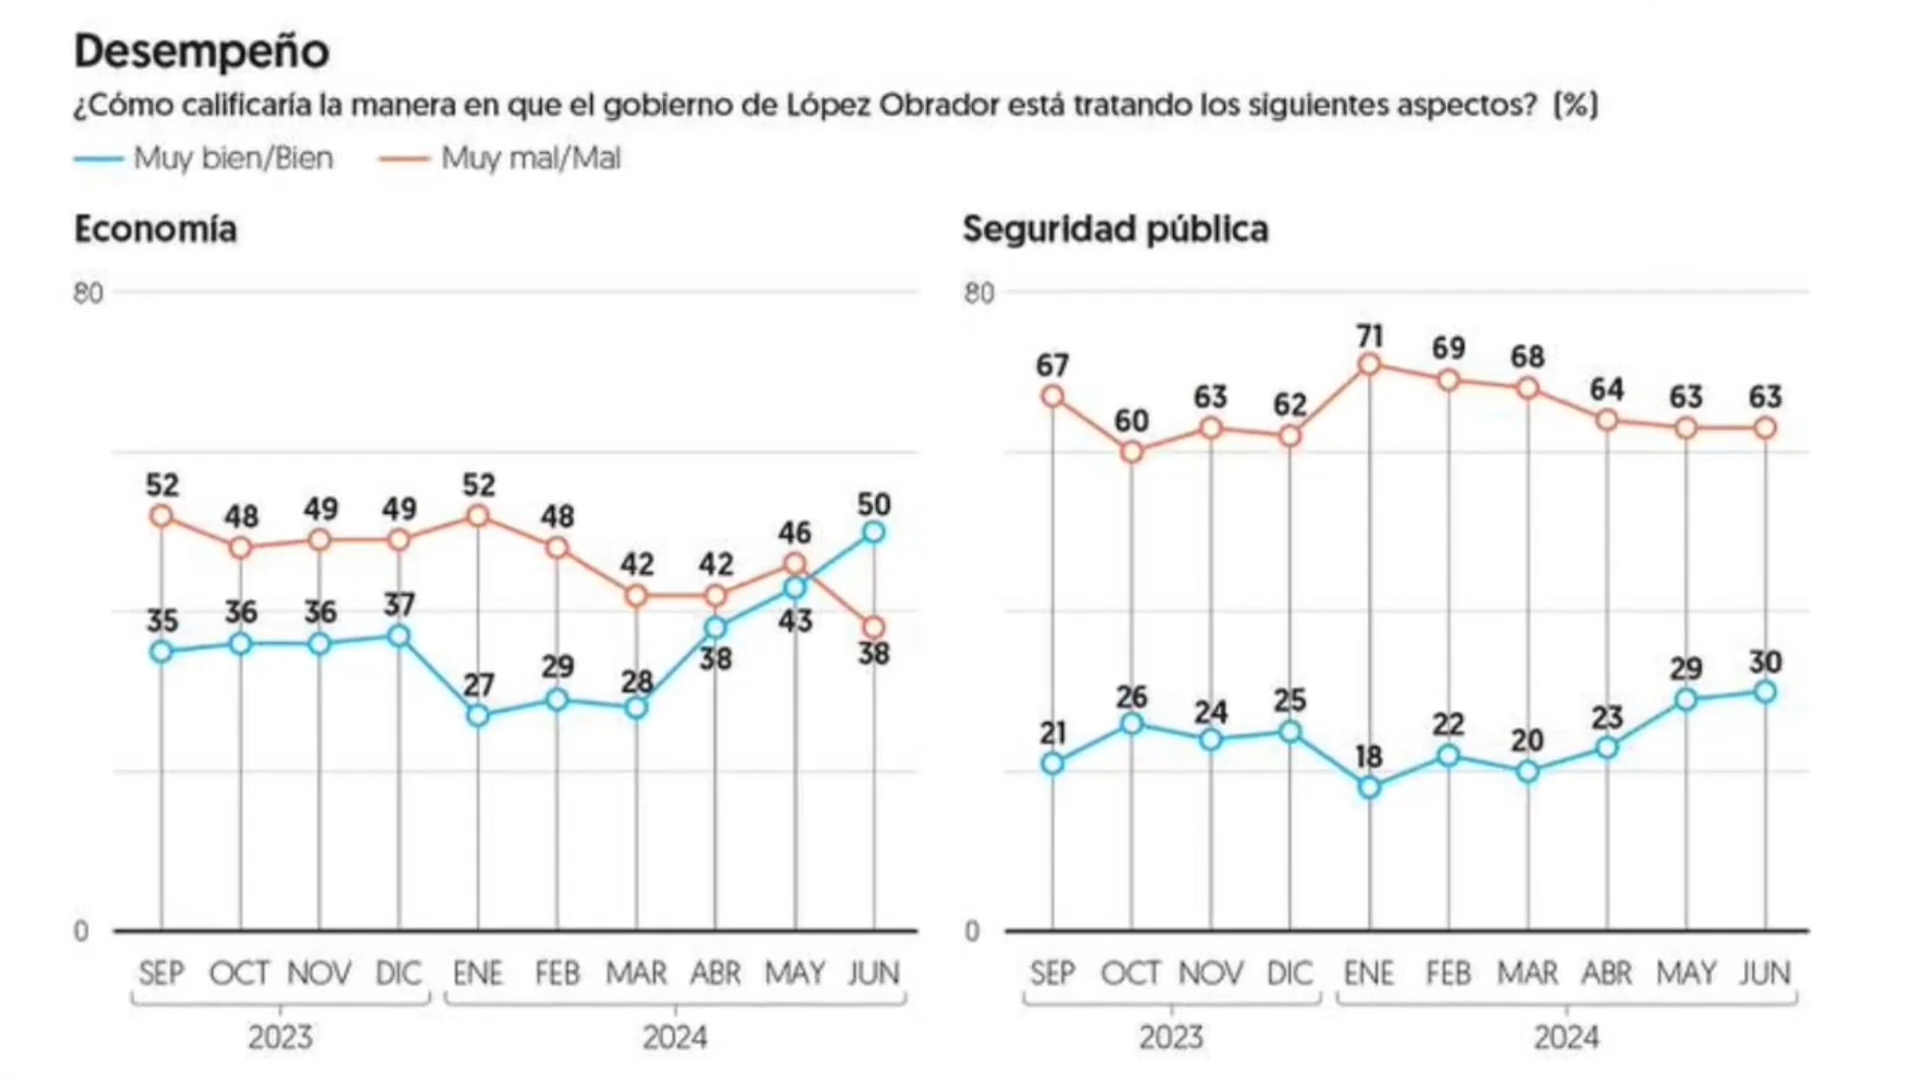 Desempeño
¿Cómo calificaría la manera en que el gobierno de López Obrador está tratando los siguientes aspectos? (%)
Muy bien/Bien Muy mal/Mal
Economía
80
52 48 49 49 52 48 42 42 46 50
35 36 36 37 27 29 28 38 43 38
0
SEP OCT NOV DIC ENE FEB MAR ABR MAY JUN
2023 2024
Seguridad pública
80
67 60 63 62 71 69 68 64 63 63
21 26 24 25 18 22 20 23 29 30
0
SEP OCT NOV DIC ENE FEB MAR ABR MAY JUN
2023 2024